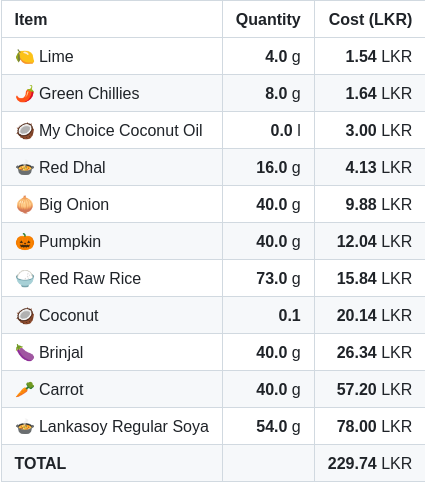 Item Quantity Cost (LKR)
🍋 Lime 4.0 g 1.54 LKR
🌶️ Green Chillies 8.0 g 1.64 LKR
🥥 My Choice Coconut Oil 0.0 l 3.00 LKR
🍲 Red Dhal 16.0 g 4.13 LKR
🧅 Big Onion 40.0 g 9.88 LKR
🎃 Pumpkin 40.0 g 12.04 LKR
🍚 Red Raw Rice 73.0 g 15.84 LKR
🥥 Coconut 0.1 20.14 LKR
🍆 Brinjal 40.0 g 26.34 LKR
🥕 Carrot 40.0 g 57.20 LKR
🍲 Lankasoy Regular Soya 54.0 g 78.00 LKR
TOTAL 229.74 LKR